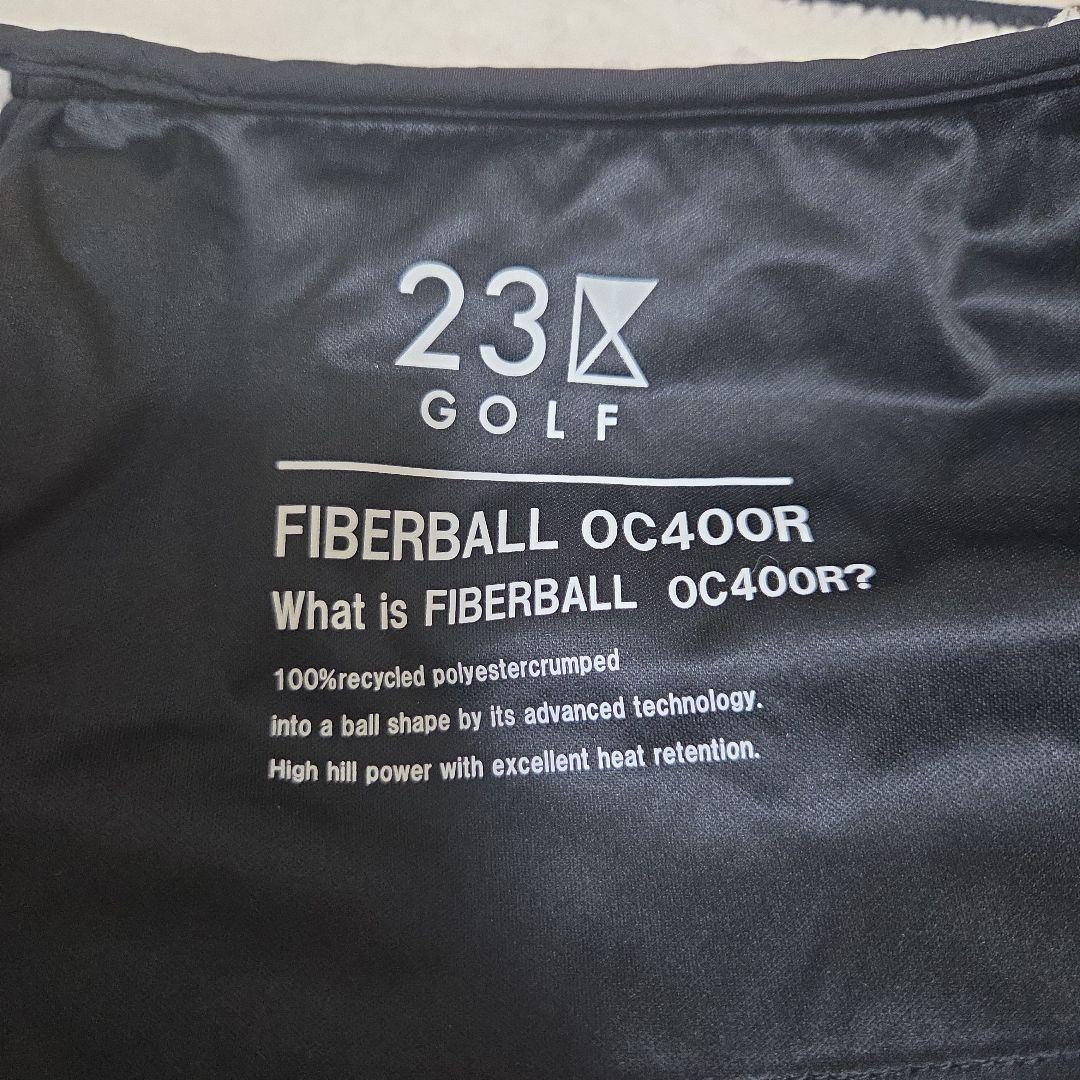 23K
GOLF
FIBERBALL OC400R
What is FIBERBALL OC400R?
100%recycled polyestercrumped
into a ball shape by its advanced technology.
High hill power with excellent heat retention.